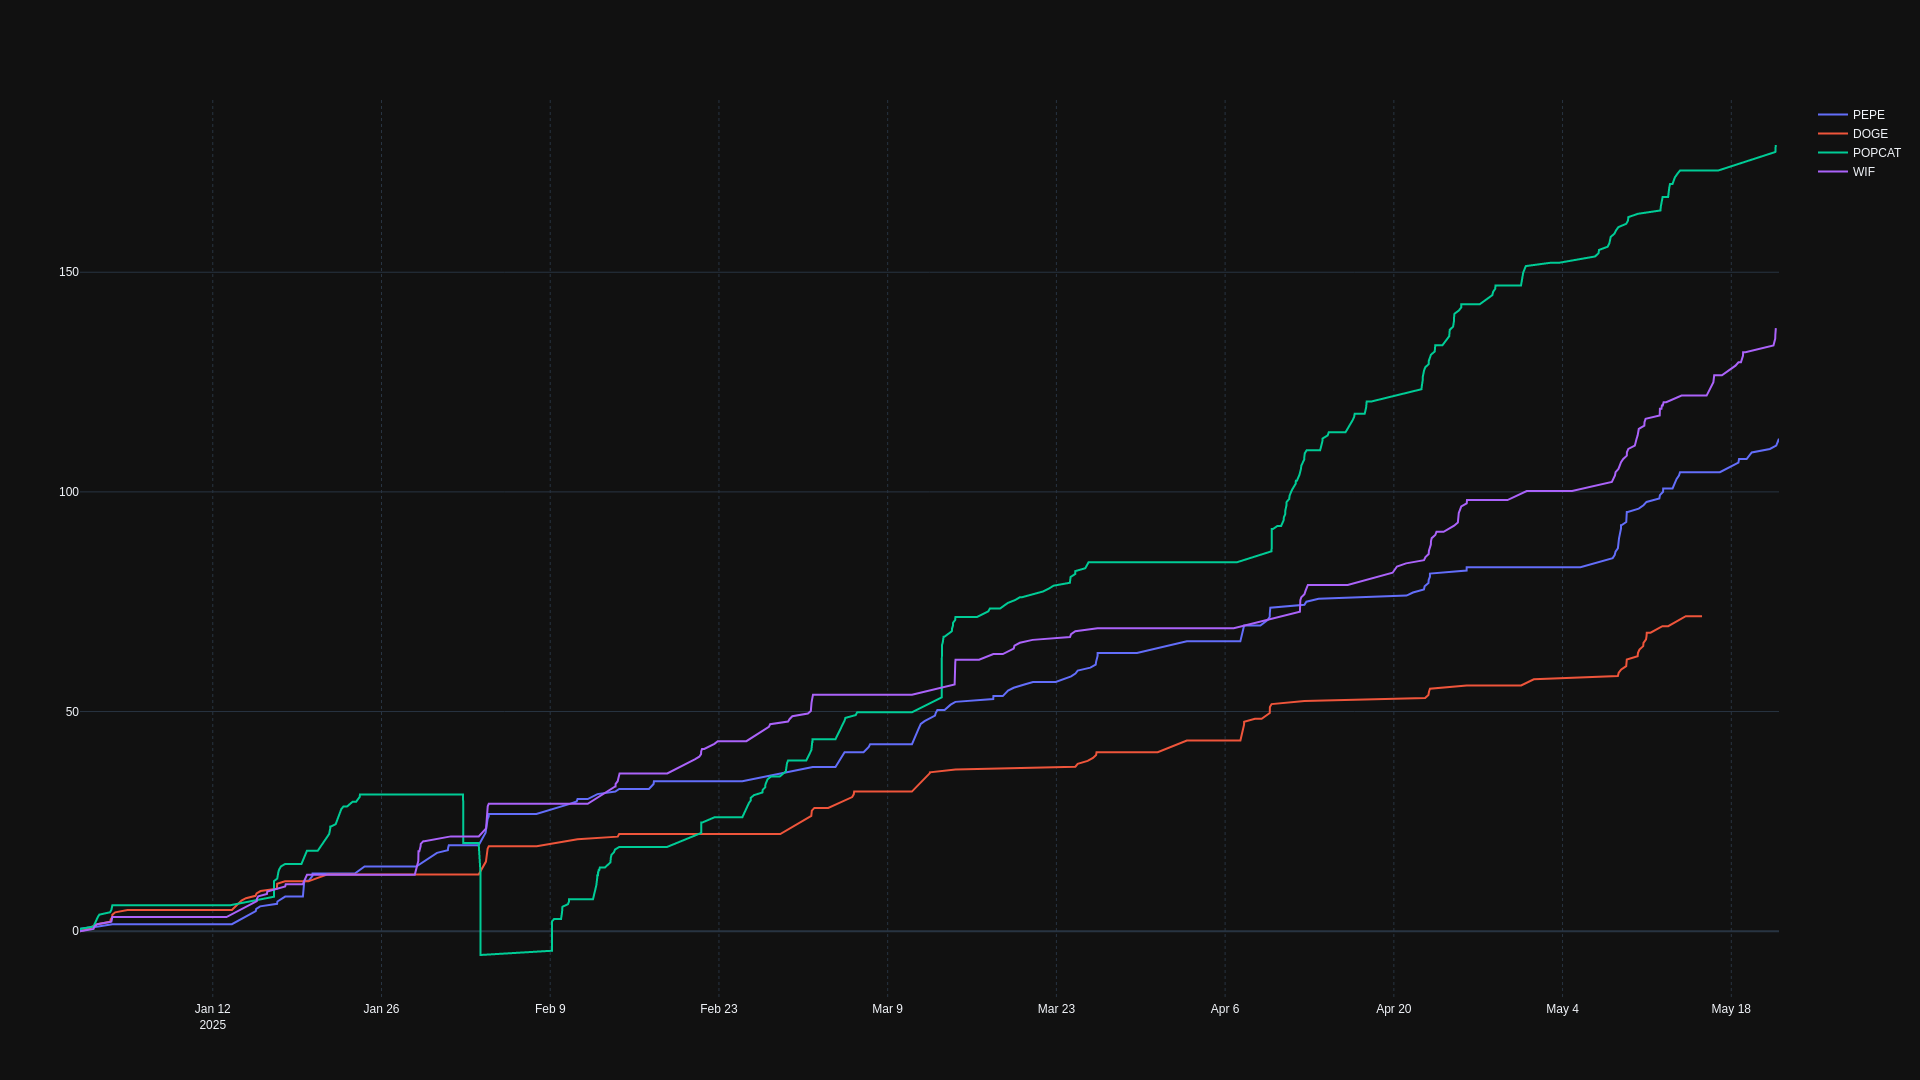 PEPE
DOGE
POPCAT
WIF
150
100
50
0
Jan 12
2025
Jan 26
Feb 9
Feb 23
Mar 9
Mar 23
Apr 6
Apr 20
May 4
May 18